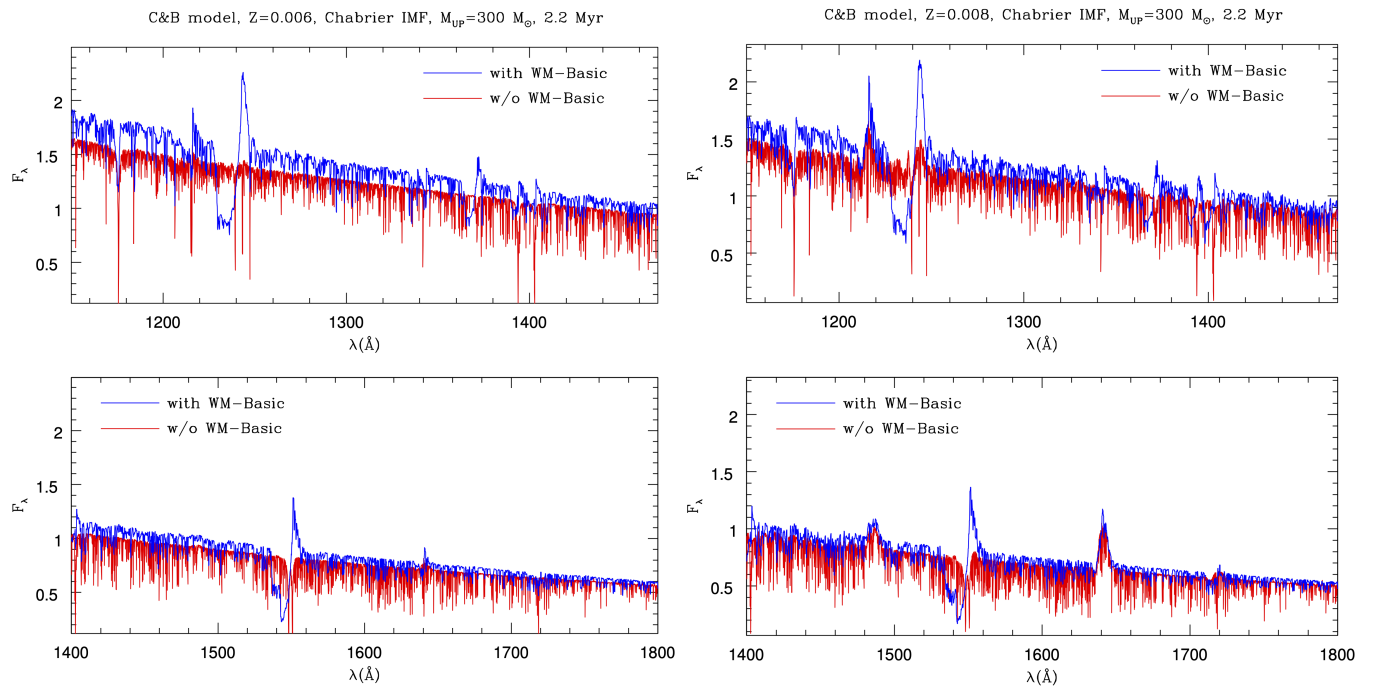 C&B model, Z=0.006, Chabrier IMF, M_UP=300 M_⊙, 2.2 Myr
2
1.5
1
0.5
F_λ
with WM-Basic
w/o WM-Basic
1200
1300
1400
λ(Å)
2
1.5
1
0.5
F_λ
with WM-Basic
w/o WM-Basic
1400
1500
1600
1700
1800
λ(Å)
C&B model, Z=0.008, Chabrier IMF, M_UP=300 M_⊙, 2.2 Myr
2
1.5
1
0.5
F_λ
with WM-Basic
w/o WM-Basic
1200
1300
1400
λ(Å)
2
1.5
1
0.5
F_λ
with WM-Basic
w/o WM-Basic
1400
1500
1600
1700
1800
λ(Å)